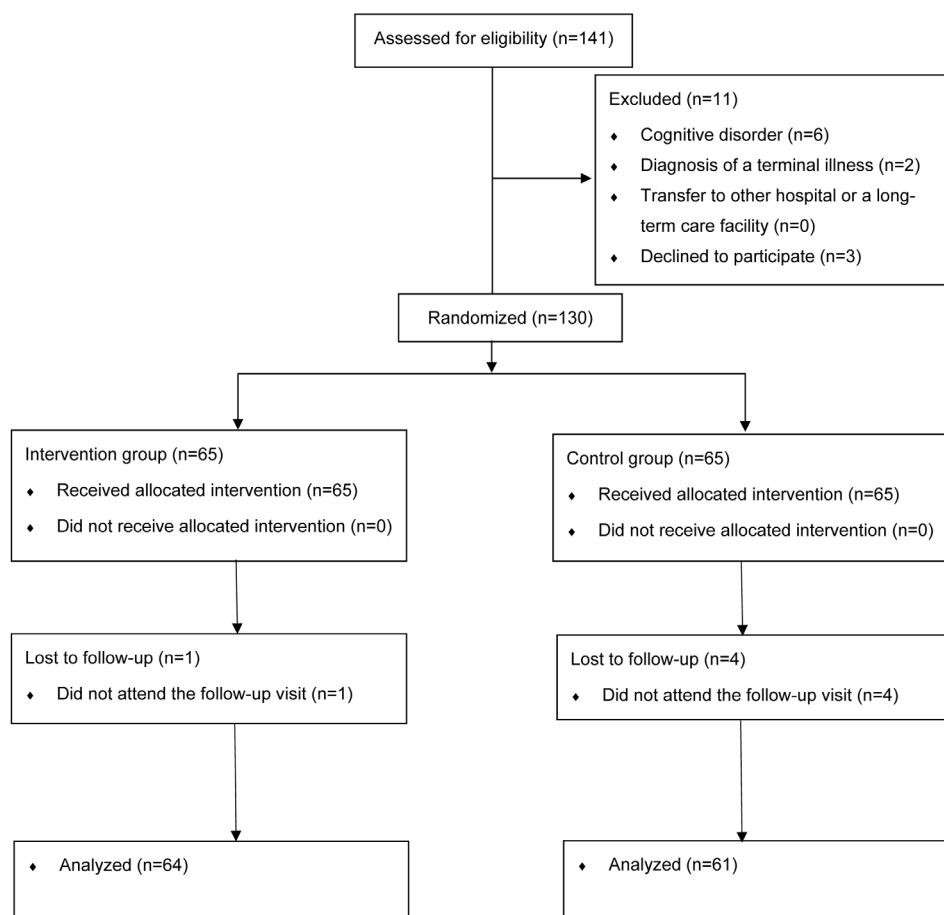 Assessed for eligibility (n=141)
Excluded (n=11)
♦ Cognitive disorder (n=6)
♦ Diagnosis of a terminal illness (n=2)
♦ Transfer to other hospital or a long-
term care facility (n=0)
♦ Declined to participate (n=3)
Randomized (n=130)
Intervention group (n=65)
♦ Received allocated intervention (n=65)
♦ Did not receive allocated intervention (n=0)
Control group (n=65)
♦ Received allocated intervention (n=65)
♦ Did not receive allocated intervention (n=0)
Lost to follow-up (n=1)
♦ Did not attend the follow-up visit (n=1)
Lost to follow-up (n=4)
♦ Did not attend the follow-up visit (n=4)
♦ Analyzed (n=64)
♦ Analyzed (n=61)